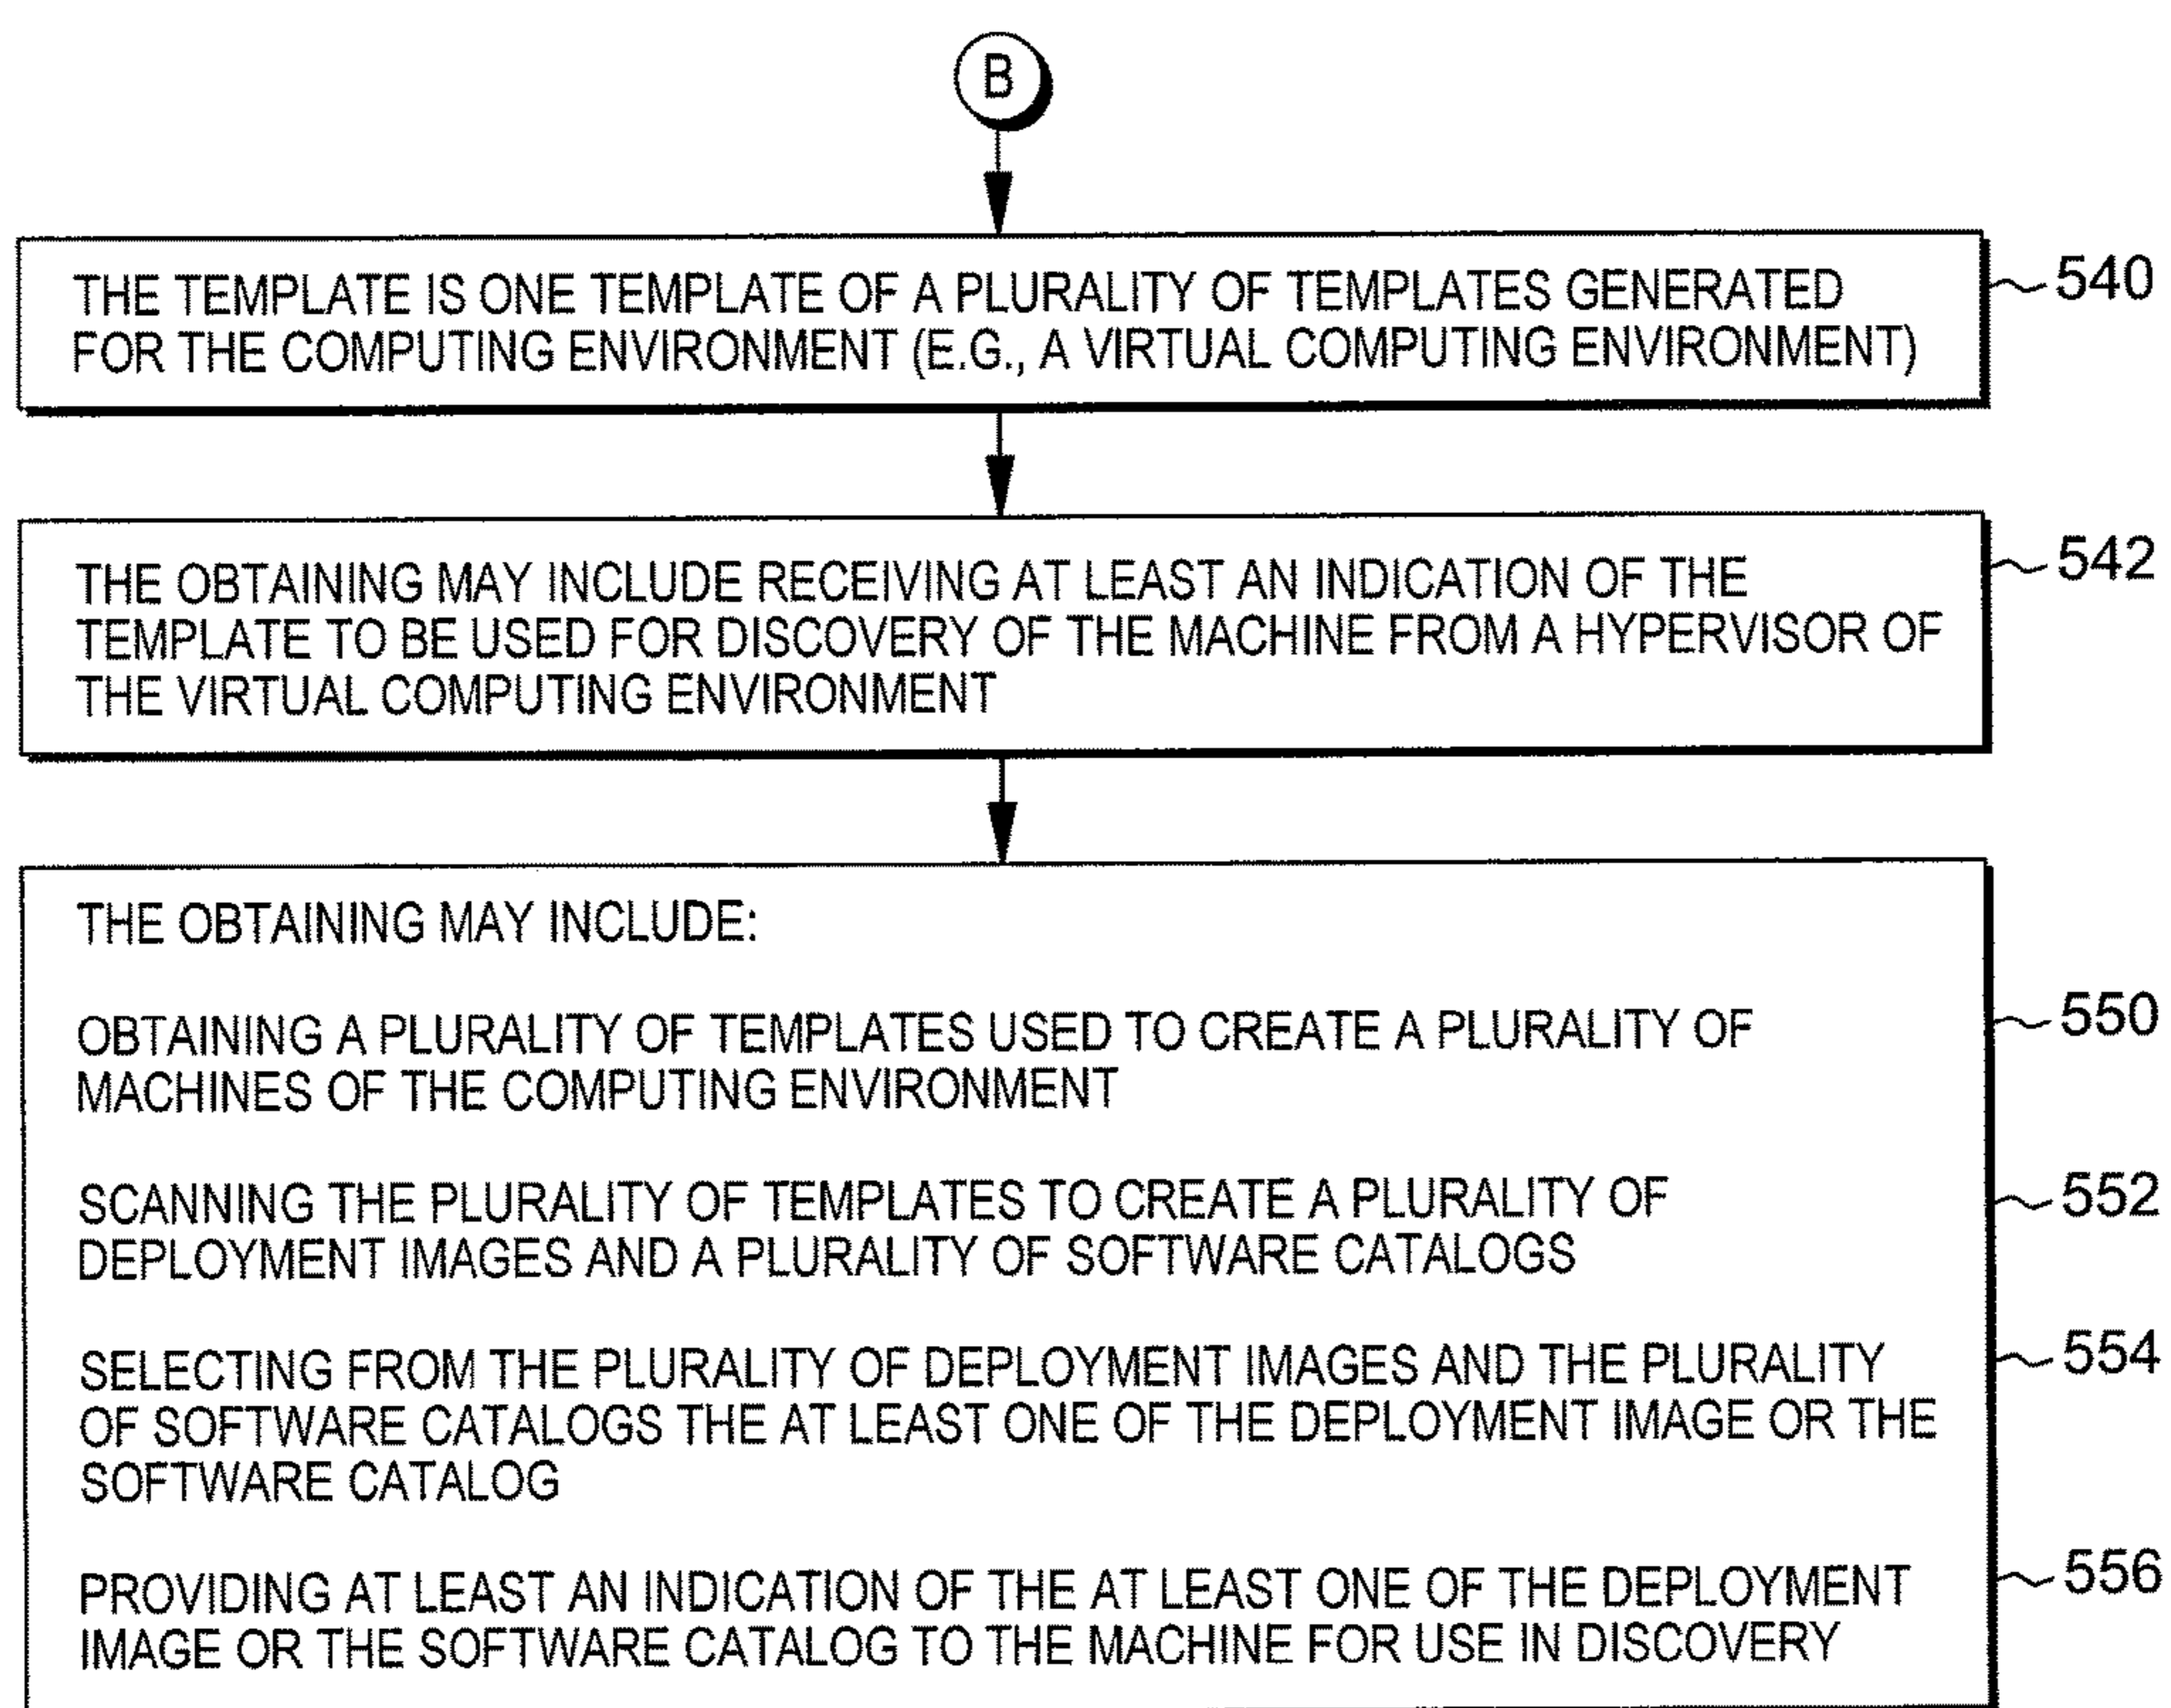 B
THE TEMPLATE IS ONE TEMPLATE OF A PLURALITY OF TEMPLATES GENERATED
FOR THE COMPUTING ENVIRONMENT (E.G., A VIRTUAL COMPUTING ENVIRONMENT)
540
THE OBTAINING MAY INCLUDE RECEIVING AT LEAST AN INDICATION OF THE
TEMPLATE TO BE USED FOR DISCOVERY OF THE MACHINE FROM A HYPERVISOR OF
THE VIRTUAL COMPUTING ENVIRONMENT
542
THE OBTAINING MAY INCLUDE:
OBTAINING A PLURALITY OF TEMPLATES USED TO CREATE A PLURALITY OF
MACHINES OF THE COMPUTING ENVIRONMENT
550
SCANNING THE PLURALITY OF TEMPLATES TO CREATE A PLURALITY OF
DEPLOYMENT IMAGES AND A PLURALITY OF SOFTWARE CATALOGS
552
SELECTING FROM THE PLURALITY OF DEPLOYMENT IMAGES AND THE PLURALITY
OF SOFTWARE CATALOGS THE AT LEAST ONE OF THE DEPLOYMENT IMAGE OR THE
SOFTWARE CATALOG
554
PROVIDING AT LEAST AN INDICATION OF THE AT LEAST ONE OF THE DEPLOYMENT
IMAGE OR THE SOFTWARE CATALOG TO THE MACHINE FOR USE IN DISCOVERY
556